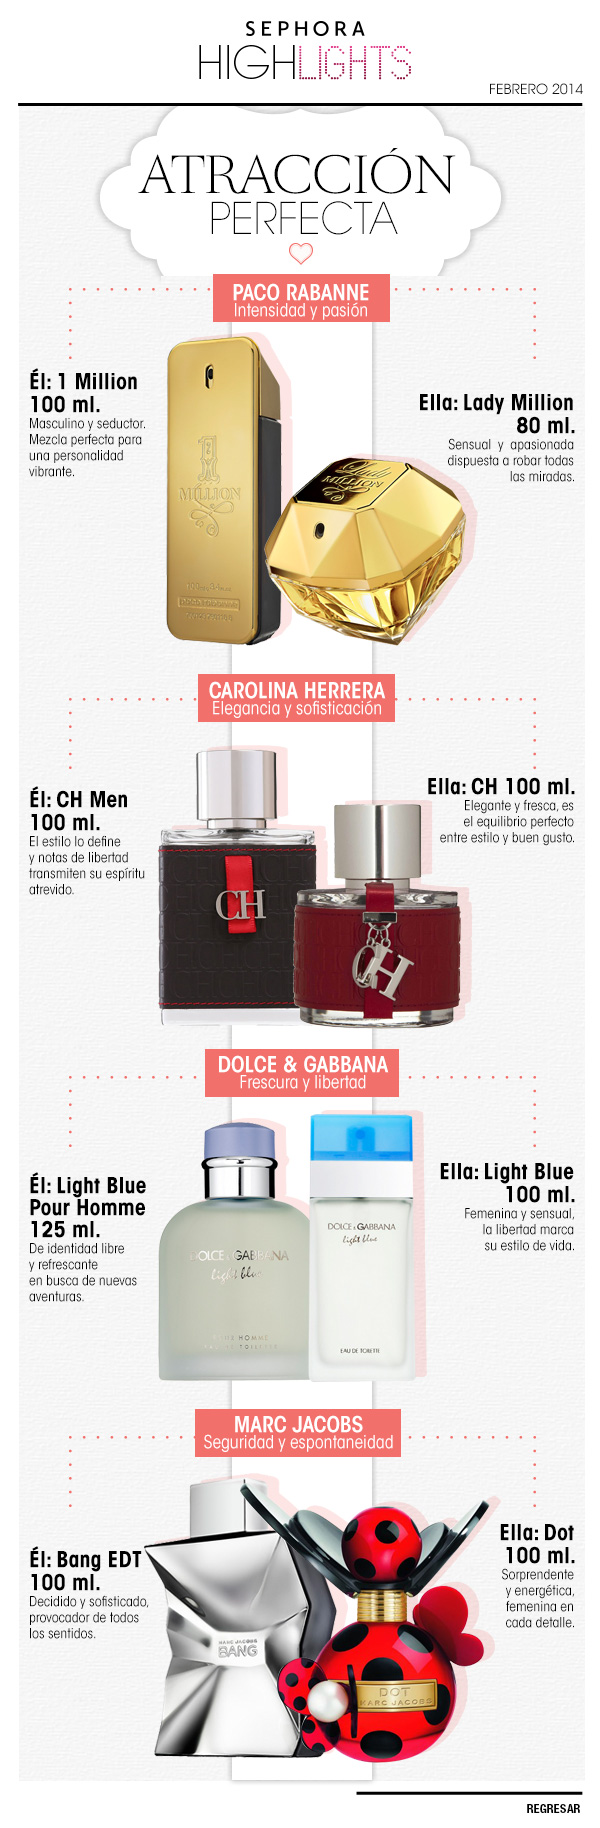 SEPHORA
HIGHLIGHTS
FEBRERO 2014
ATRACCIÓN
PERFECTA
PACO RABANNE
Intensidad y pasión
Él: 1 Million
100 ml.
Masculino y seductor.
Mezcla perfecta para
una personalidad
vibrante.
Ella: Lady Million
80 ml.
Sensual y apasionada
dispuesta a robar todas
las miradas.
1
MILLION
Lady
MILLION
CAROLINA HERRERA
Elegancia y sofisticación
Él: CH Men
100 ml.
El estilo lo define
y notas de libertad
transmiten su espíritu
atrevido.
Ella: CH 100 ml.
Elegante y fresca, es
el equilibrio perfecto
entre estilo y buen gusto.
CH
CH
DOLCE & GABBANA
Frescura y libertad
Él: Light Blue
Pour Homme
125 ml.
De identidad libre
y refrescante
en busca de nuevas
aventuras.
Ella: Light Blue
100 ml.
Femenina y sensual,
la libertad marca
su estilo de vida.
DOLCE & GABBANA
light blue
POUR HOMME
EAU DE TOILETTE
DOLCE & GABBANA
light blue
EAU DE TOILETTE
MARC JACOBS
Seguridad y espontaneidad
Él: Bang EDT
100 ml.
Decidido y sofisticado,
provocador de todos
los sentidos.
Ella: Dot
100 ml.
Sorprendente
y energética,
femenina en
cada detalle.
MARC JACOBS
BANG
DOT
MARC JACOBS
REGRESAR